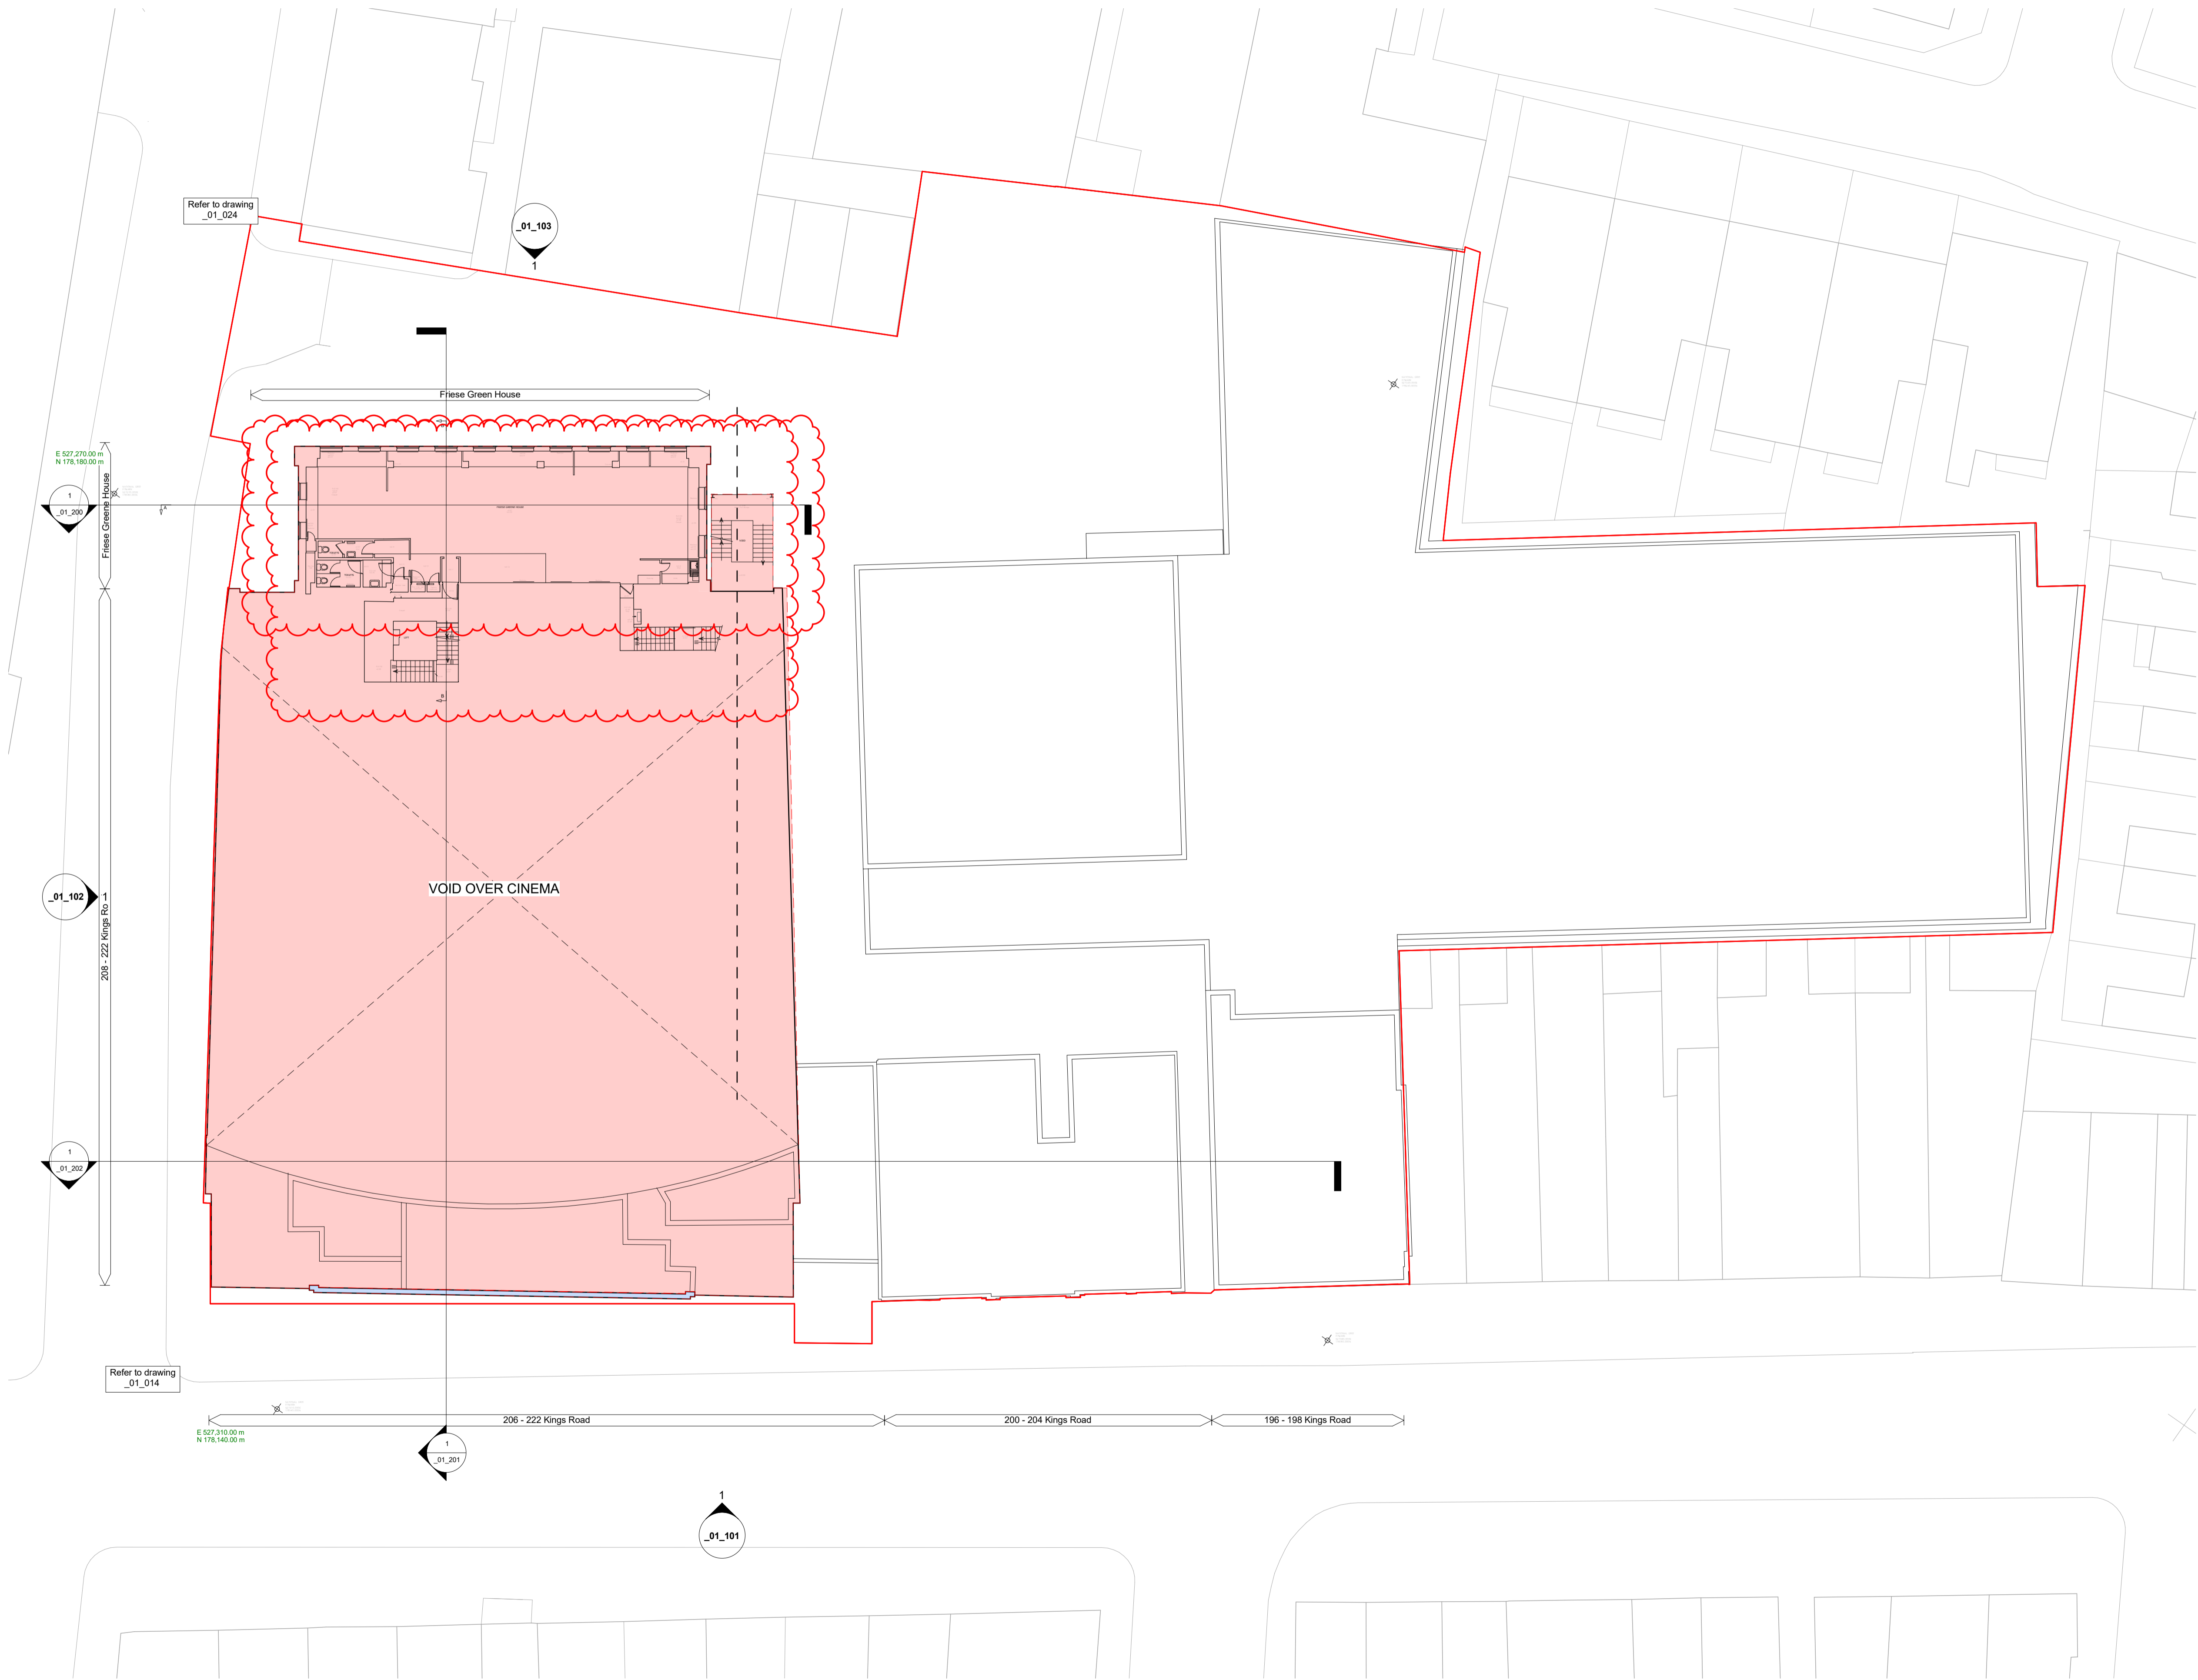 Refer to drawing
_01_024
_01_103
1
Friese Green House
E 527,270.00 m
N 178,180.00 m
Friese Greene House
1
_01_200
A
B
VOID OVER CINEMA
_01_102
1
208 - 222 Kings Ro
1
_01_202
Refer to drawing
_01_014
206 - 222 Kings Road
200 - 204 Kings Road
196 - 198 Kings Road
E 527,310.00 m
N 178,140.00 m
1
_01_201
1
_01_101